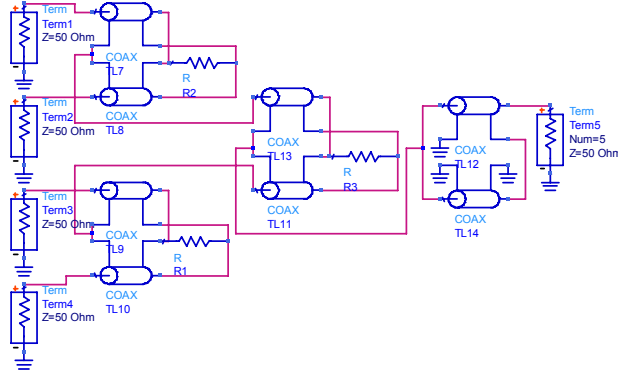 Term
Term1
Z=50 Ohm
COAX
TL7
R
R2
Term
Term2
Z=50 Ohm
COAX
TL8
COAX
TL13
R
R3
COAX
TL12
Term
Term5
Num=5
Z=50 Ohm
Term
Term3
Z=50 Ohm
COAX
TL9
R
R1
COAX
TL11
COAX
TL14
Term
Term4
Z=50 Ohm
COAX
TL10